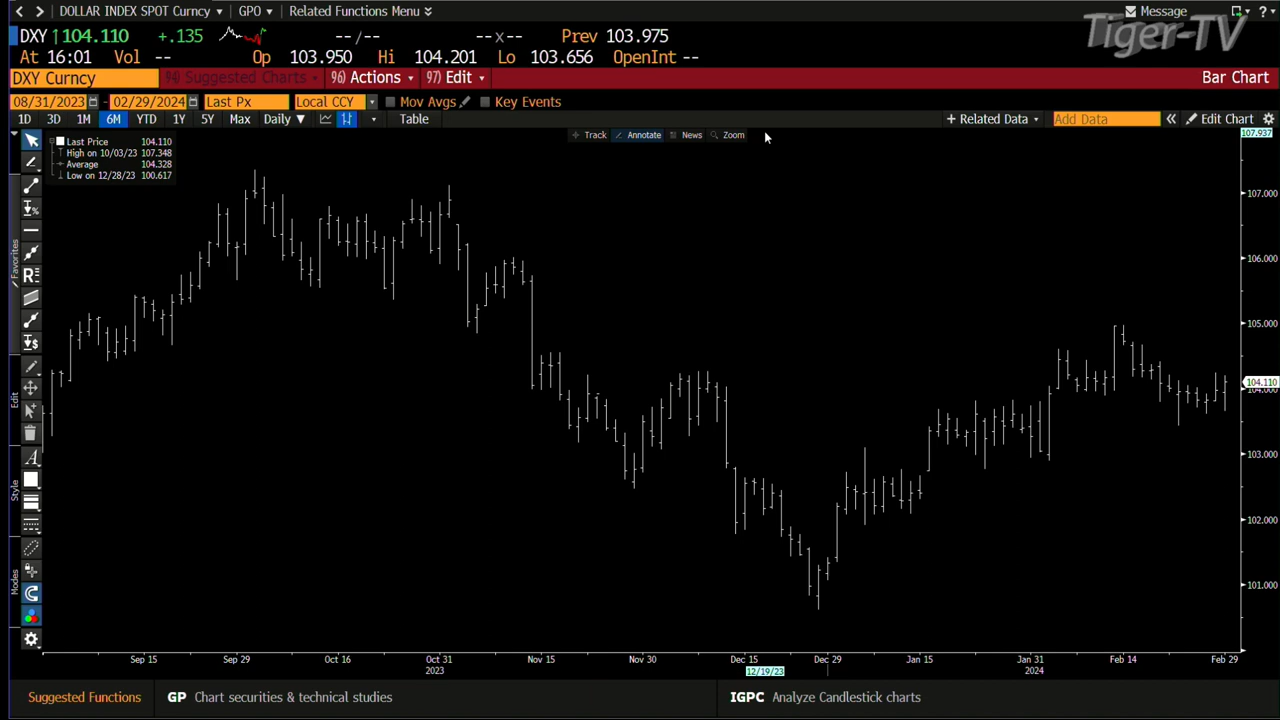 DOLLAR INDEX SPOT Curncy GPO Related Functions Menu Message
Tiger-TV
DXY 104.110 +.135 -- / -- -- x -- Prev 103.975
At 16:01 Vol -- Op 103.950 Hi 104.201 Lo 103.656 OpenInt --
DXY Curncy 94) Suggested Charts 96) Actions 97) Edit Bar Chart
08/31/2023 - 02/29/2024 Last Px Local CCY Mov Avgs Key Events
1D 3D 1M 6M YTD 1Y 5Y Max Daily Table + Related Data Add Data Edit Chart
Track Annotate News Zoom
107.937
Last Price 104.110
High on 10/03/23 107.348
Average 104.328
Low on 12/28/23 100.617
107.000
106.000
105.000
104.110
104.000
103.000
102.000
101.000
Favorites
Edit
Style
Modes
Sep 15 Sep 29 Oct 16 Oct 31 Nov 15 Nov 30 Dec 15 Dec 29 Jan 15 Jan 31 Feb 14 Feb 29
2023 12/19/23 2024
Suggested Functions GP Chart securities & technical studies IGPC Analyze Candlestick charts